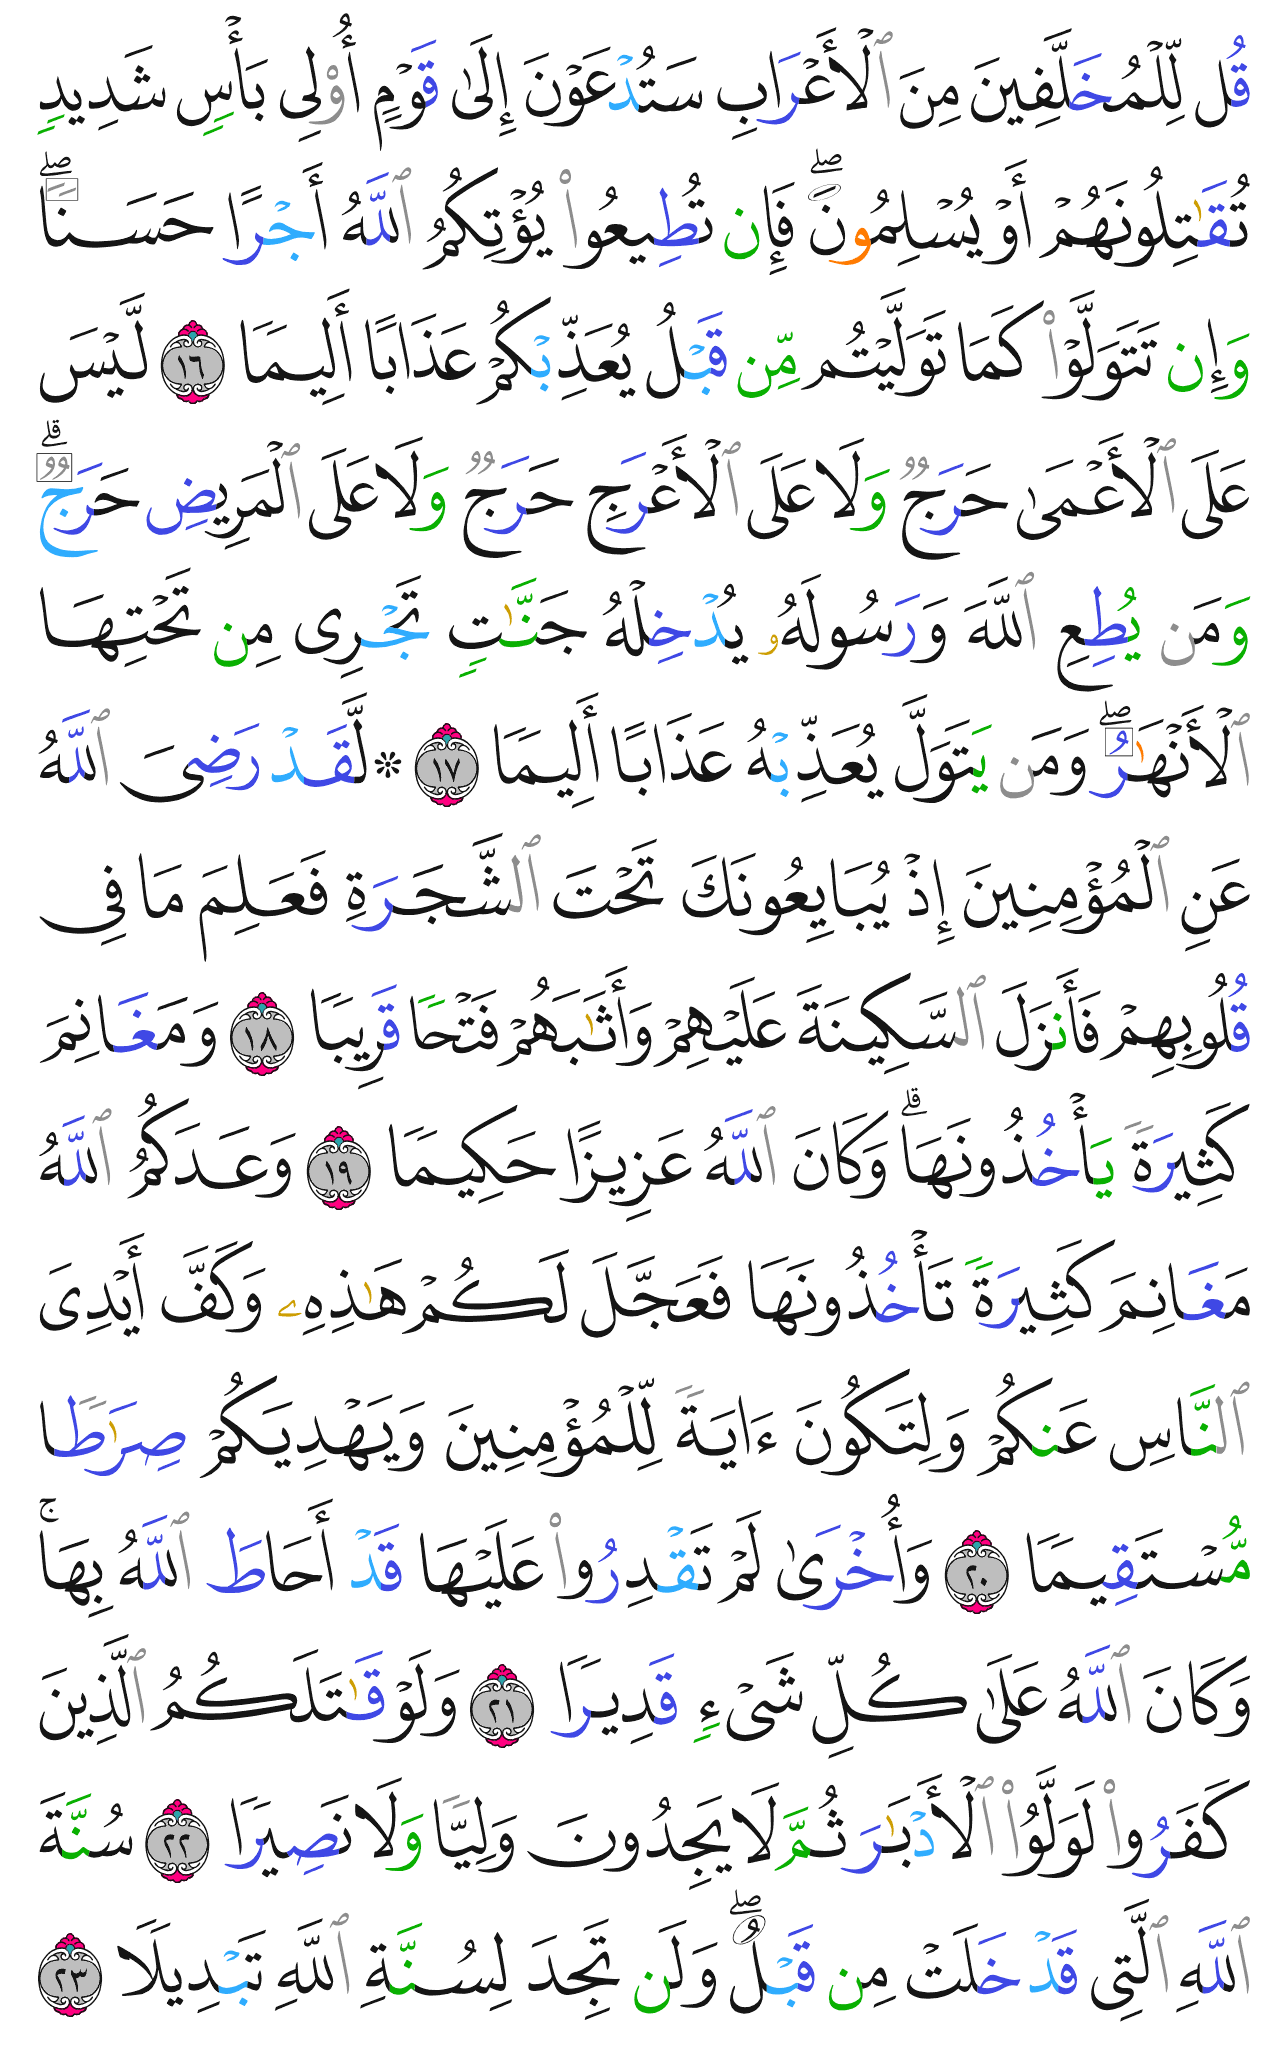 قُل لِّلۡمُخَلَّفِينَ مِنَ ٱلۡأَعۡرَابِ سَتُدۡعَوۡنَ إِلَىٰ قَوۡمٍ أُوْلِي بَأۡسٖ شَدِيدٖ
تُقَٰتِلُونَهُمۡ أَوۡ يُسۡلِمُونَۖ فَإِن تُطِيعُواْ يُؤۡتِكُمُ ٱللَّهُ أَجۡرًا حَسَنٗاۖ
وَإِن تَتَوَلَّوۡاْ كَمَا تَوَلَّيۡتُم مِّن قَبۡلُ يُعَذِّبۡكُمۡ عَذَابًا أَلِيمٗا ١٦ لَّيۡسَ
عَلَى ٱلۡأَعۡمَىٰ حَرَجٞ وَلَا عَلَى ٱلۡأَعۡرَجِ حَرَجٞ وَلَا عَلَى ٱلۡمَرِيضِ حَرَجٞۗ
وَمَن يُطِعِ ٱللَّهَ وَرَسُولَهُۥ يُدۡخِلۡهُ جَنَّٰتٖ تَجۡرِي مِن تَحۡتِهَا
ٱلۡأَنۡهَٰرُۖ وَمَن يَتَوَلَّ يُعَذِّبۡهُ عَذَابًا أَلِيمٗا ١٧ ۞ لَّقَدۡ رَضِيَ ٱللَّهُ
عَنِ ٱلۡمُؤۡمِنِينَ إِذۡ يُبَايِعُونَكَ تَحۡتَ ٱلشَّجَرَةِ فَعَلِمَ مَا فِي
قُلُوبِهِمۡ فَأَنزَلَ ٱلسَّكِينَةَ عَلَيۡهِمۡ وَأَثَٰبَهُمۡ فَتۡحٗا قَرِيبٗا ١٨ وَمَغَانِمَ
كَثِيرَةٗ يَأۡخُذُونَهَاۗ وَكَانَ ٱللَّهُ عَزِيزًا حَكِيمٗا ١٩ وَعَدَكُمُ ٱللَّهُ
مَغَانِمَ كَثِيرَةٗ تَأۡخُذُونَهَا فَعَجَّلَ لَكُمۡ هَٰذِهِۦ وَكَفَّ أَيۡدِيَ
ٱلنَّاسِ عَنكُمۡ وَلِتَكُونَ ءَايَةٗ لِّلۡمُؤۡمِنِينَ وَيَهۡدِيَكُمۡ صِرَٰطٗا
مُّسۡتَقِيمٗا ٢٠ وَأُخۡرَىٰ لَمۡ تَقۡدِرُواْ عَلَيۡهَا قَدۡ أَحَاطَ ٱللَّهُ بِهَاۚ
وَكَانَ ٱللَّهُ عَلَىٰ كُلِّ شَيۡءٖ قَدِيرٗا ٢١ وَلَوۡ قَٰتَلَكُمُ ٱلَّذِينَ
كَفَرُواْ لَوَلَّوُاْ ٱلۡأَدۡبَٰرَ ثُمَّ لَا يَجِدُونَ وَلِيّٗا وَلَا نَصِيرٗا ٢٢ سُنَّةَ
ٱللَّهِ ٱلَّتِي قَدۡ خَلَتۡ مِن قَبۡلُۖ وَلَن تَجِدَ لِسُنَّةِ ٱللَّهِ تَبۡدِيلٗا ٢٣